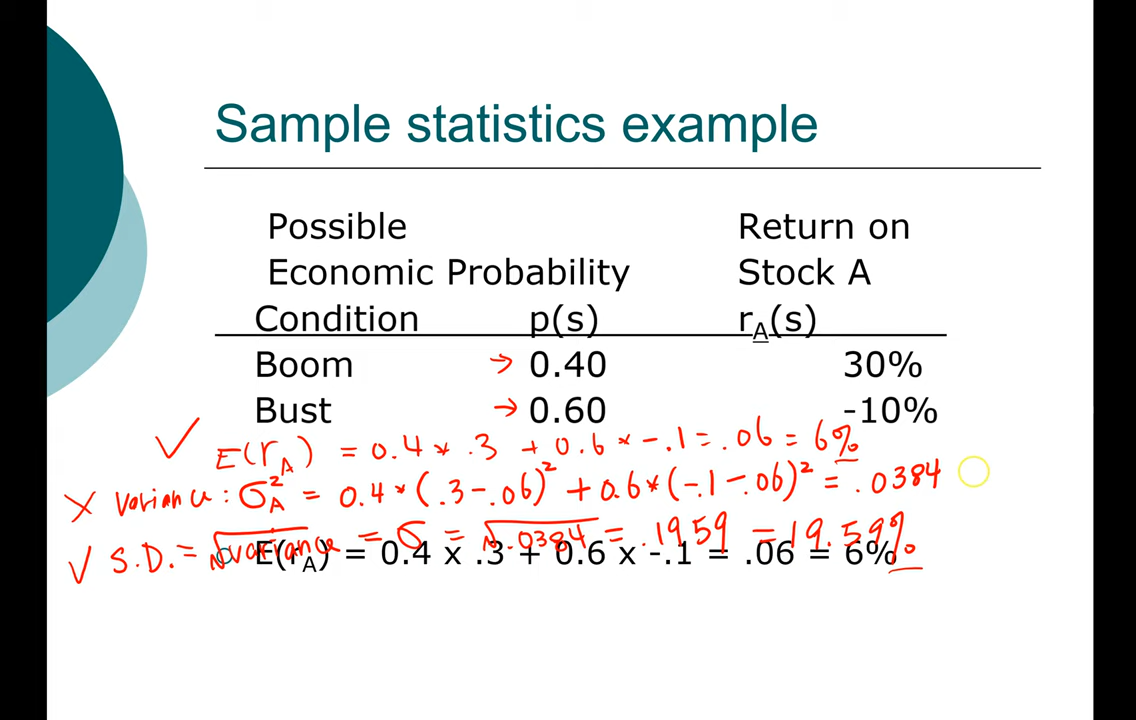 Sample statistics example
Possible Return on
Economic Probability Stock A
Condition p(s) rA(s)
Boom → 0.40 30%
Bust → 0.60 -10%
✓ E(rA) = 0.4 * .3 + 0.6 * -.1 = .06 = 6%
X Variance: σA² = 0.4 * (.3 - .06)² + 0.6 * (-.1 - .06)² = .0384
✓ S.D. = √variance = σ = √.0384 = .1959 = 19.59%
E(rA) = 0.4 x .3 + 0.6 x -.1 = .06 = 6%